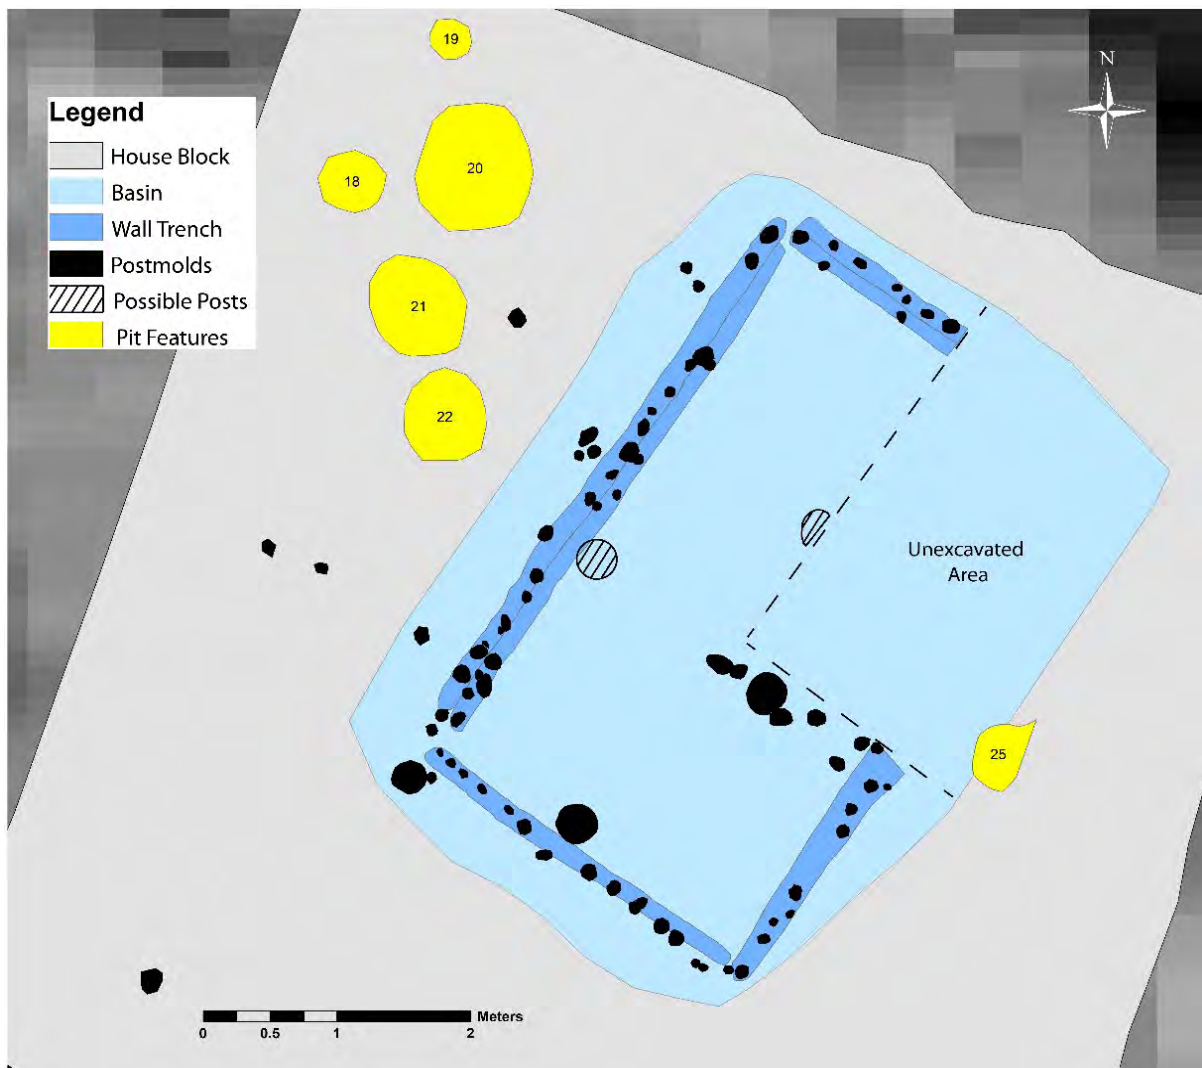 19
N
Legend
House Block
Basin
Wall Trench
Postmolds
Possible Posts
Pit Features
20
18
21
22
Unexcavated
Area
25
Meters
0 0.5 1 2